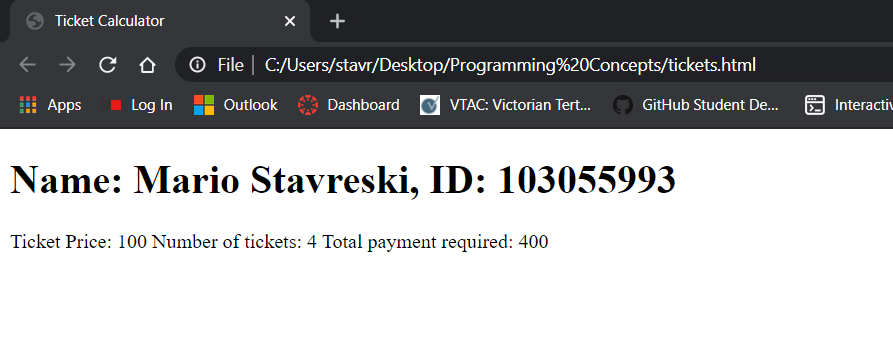 Ticket Calculator
File | C:/Users/stavr/Desktop/Programming%20Concepts/tickets.html
Apps Log In Outlook Dashboard VTAC: Victorian Tert... GitHub Student De... Interactiv
Name: Mario Stavreski, ID: 103055993
Ticket Price: 100 Number of tickets: 4 Total payment required: 400